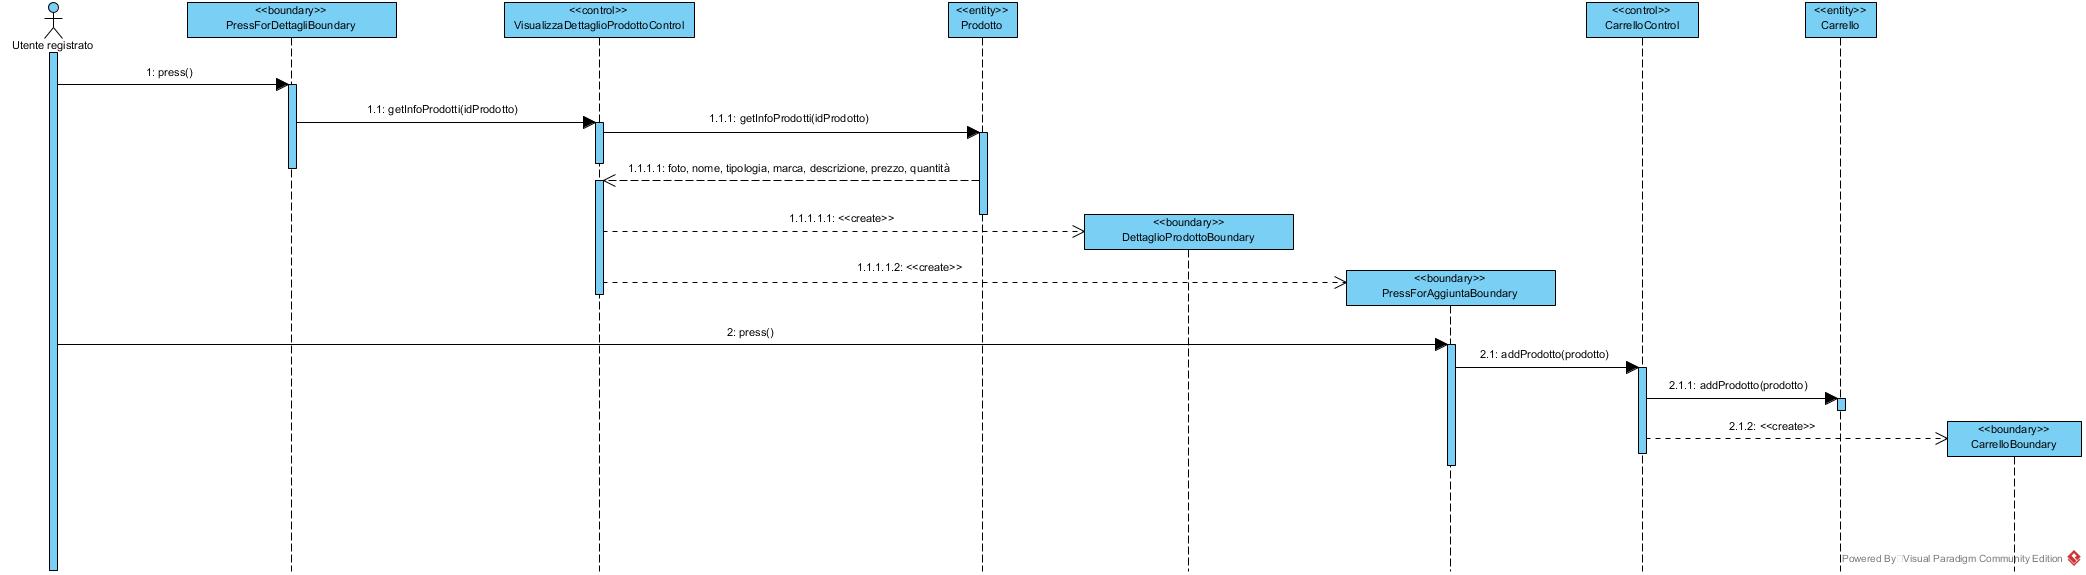 <<boundary>>
PressForDettagliBoundary
<<control>>
VisualizzaDettaglioProdottoControl
<<entity>>
Prodotto
<<control>>
CarrelloControl
<<entity>>
Carrello
Utente registrato
1: press()
1.1: getInfoProdotti(idProdotto)
1.1.1: getInfoProdotti(idProdotto)
1.1.1.1: foto, nome, tipologia, marca, descrizione, prezzo, quantità
1.1.1.1.1: <<create>>
<<boundary>>
DettaglioProdottoBoundary
1.1.1.1.2: <<create>>
<<boundary>>
PressForAggiuntaBoundary
2: press()
2.1: addProdotto(prodotto)
2.1.1: addProdotto(prodotto)
2.1.2: <<create>>
<<boundary>>
CarrelloBoundary
Powered By Visual Paradigm Community Edition